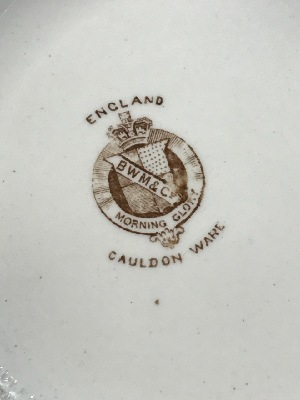 ENGLAND
BWM&Co
MORNING GLORY
CAULDON WARE